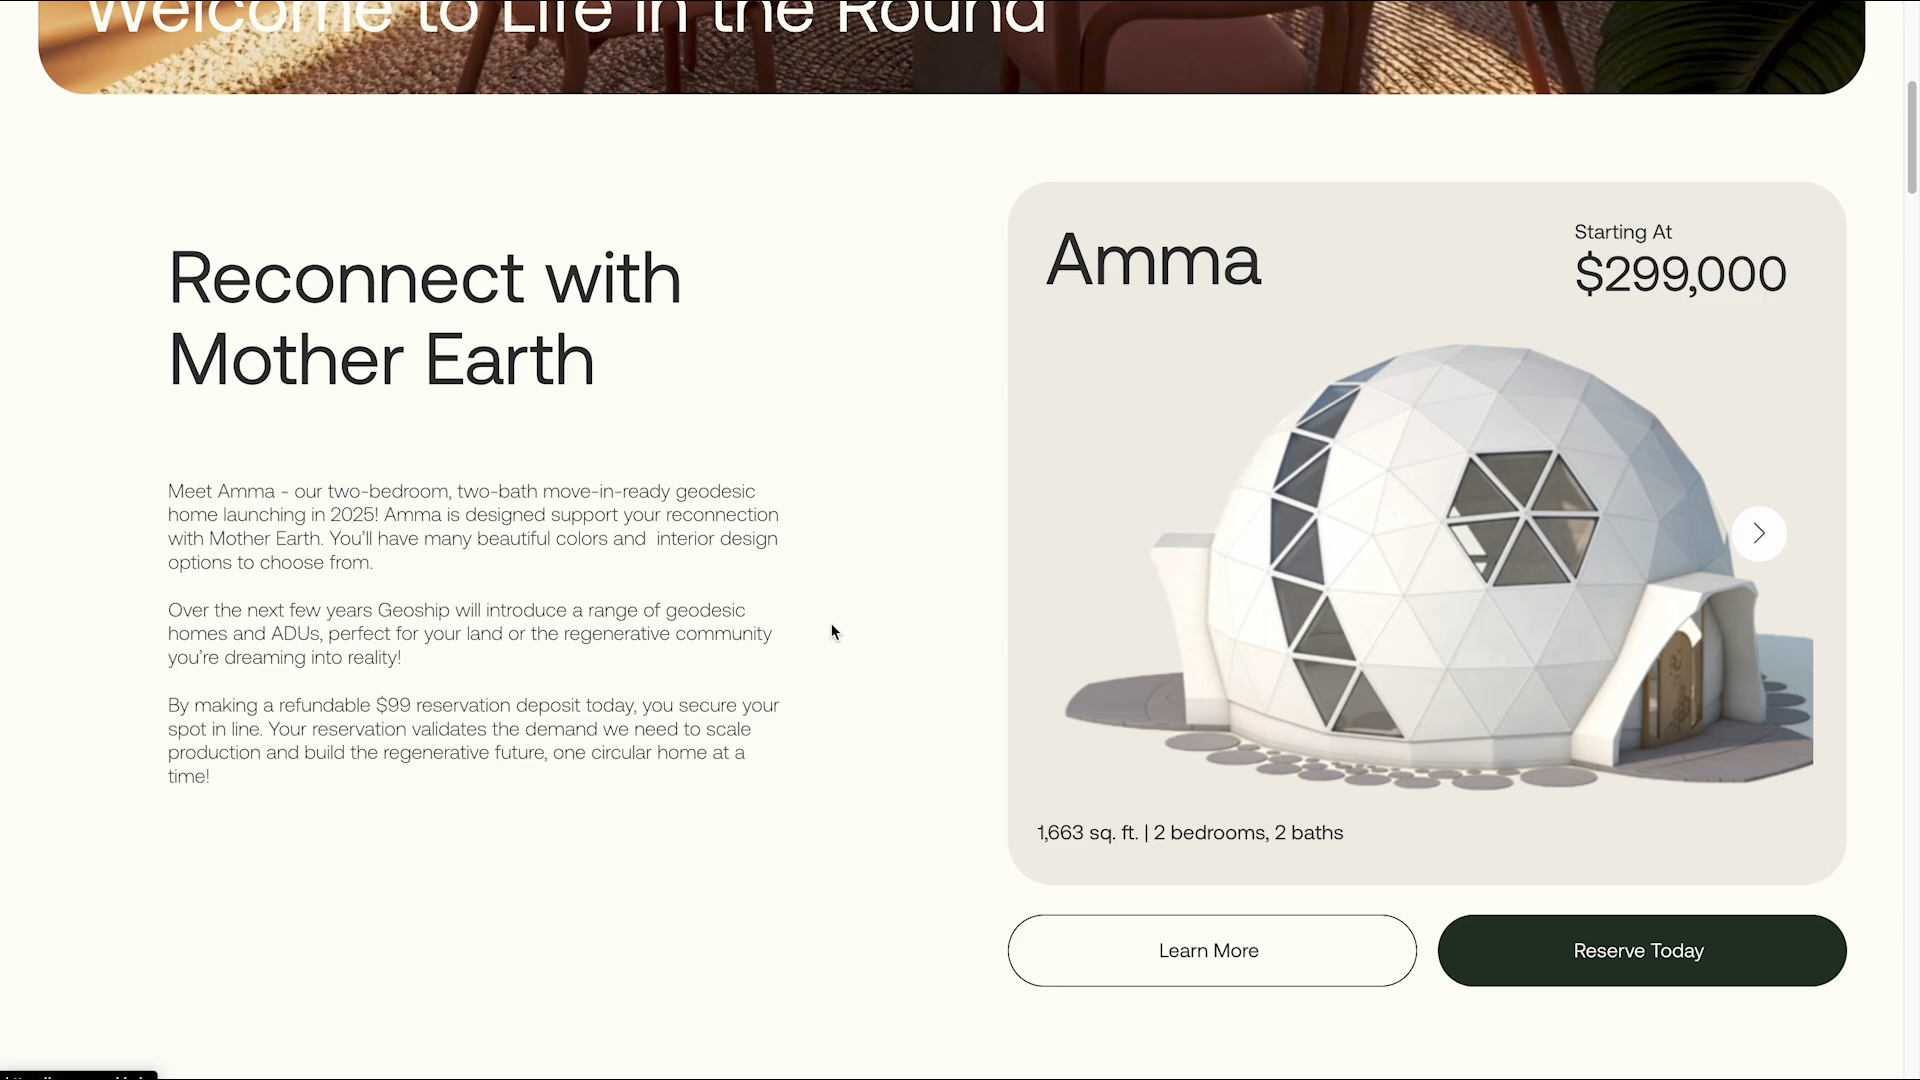 Welcome to Life in the Round
Reconnect with
Mother Earth
Meet Amma - our two-bedroom, two-bath move-in-ready geodesic
home launching in 2025! Amma is designed support your reconnection
with Mother Earth. You'll have many beautiful colors and  interior design
options to choose from.
Over the next few years Geoship will introduce a range of geodesic
homes and ADUs, perfect for your land or the regenerative community
you're dreaming into reality!
By making a refundable $99 reservation deposit today, you secure your
spot in line. Your reservation validates the demand we need to scale
production and build the regenerative future, one circular home at a
time!
Amma
Starting At
$299,000
1,663 sq. ft. | 2 bedrooms, 2 baths
Learn More
Reserve Today